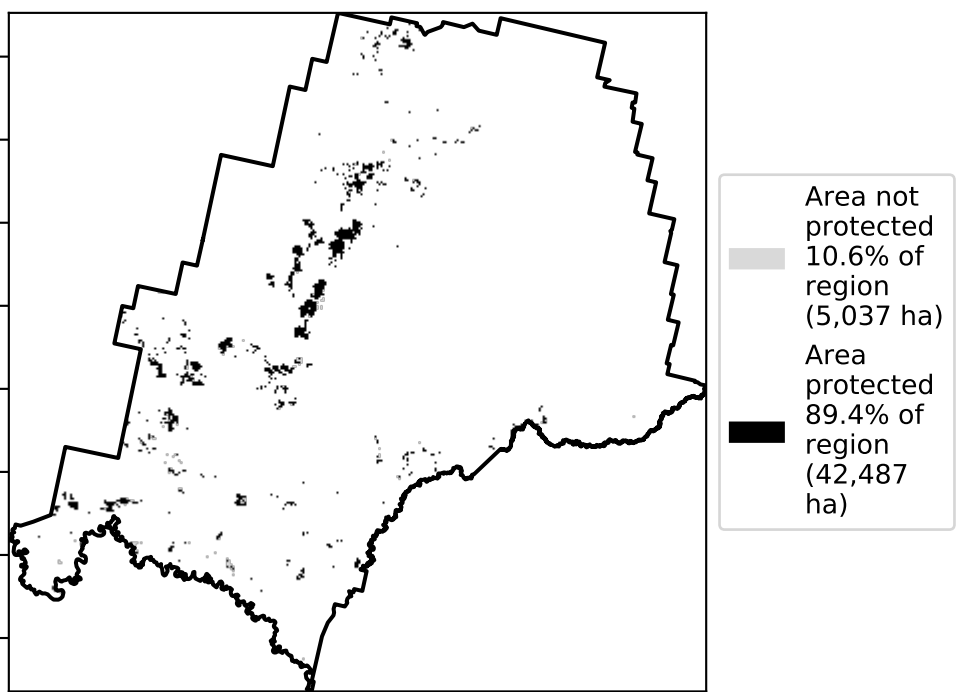 Area not
protected
10.6% of
region
(5,037 ha)
Area
protected
89.4% of
region
(42,487
ha)